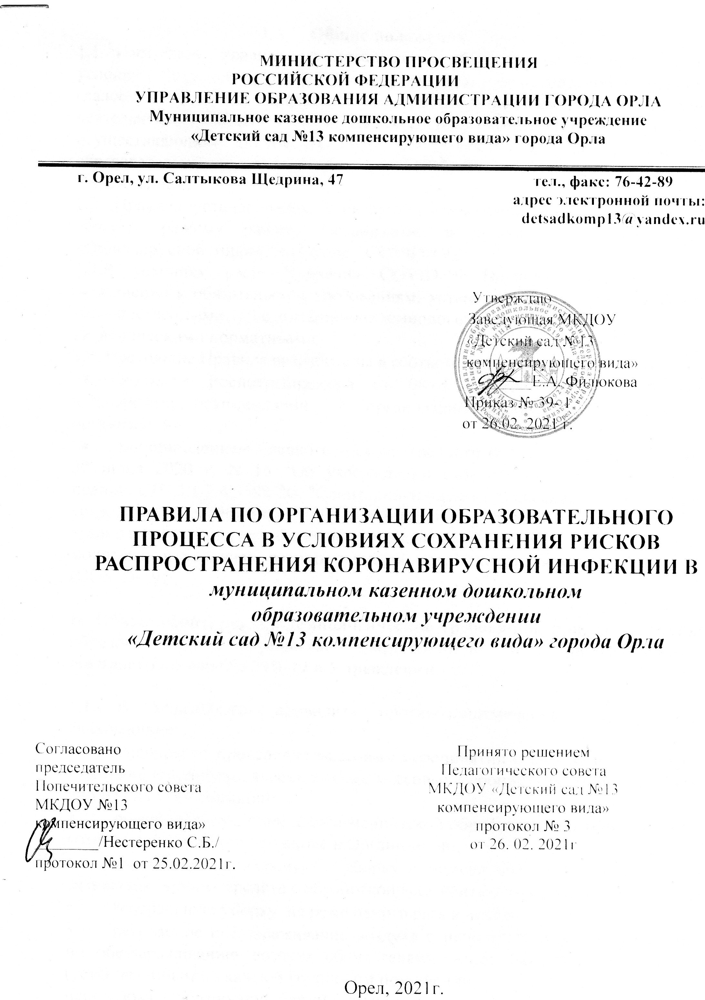 МИНИСТЕРСТВО ПРОСВЕЩЕНИЯ
РОССИЙСКОЙ ФЕДЕРАЦИИ
УПРАВЛЕНИЕ ОБРАЗОВАНИЯ АДМИНИСТРАЦИИ ГОРОДА ОРЛА
Муниципальное казенное дошкольное образовательное учреждение
«Детский сад №13 компенсирующего вида» города Орла
г. Орел, ул. Салтыкова Щедрина, 47
тел., факс: 76-42-89
адрес электронной почты:
detsadkomp13@yandex.ru
Утверждаю
Заведующая МКДОУ
«Детский сад №13
компенсирующего вида»
Е.А. Филюкова
Приказ № 39- 1
от 26.02. 2021 г.
ПРАВИЛА ПО ОРГАНИЗАЦИИ ОБРАЗОВАТЕЛЬНОГО
ПРОЦЕССА В УСЛОВИЯХ СОХРАНЕНИЯ РИСКОВ
РАСПРОСТРАНЕНИЯ КОРОНАВИРУСНОЙ ИНФЕКЦИИ В
муниципальном казенном дошкольном
образовательном учреждении
«Детский сад №13 компенсирующего вида» города Орла
Согласовано
председатель
Попечительского совета
МКДОУ №13
компенсирующего вида»
________/Нестеренко С.Б./
протокол №1 от 25.02.2021г.
Принято решением
Педагогического совета
МКДОУ «Детский сад №13
компенсирующего вида»
протокол № 3
от 26. 02. 2021г
Орел, 2021г.